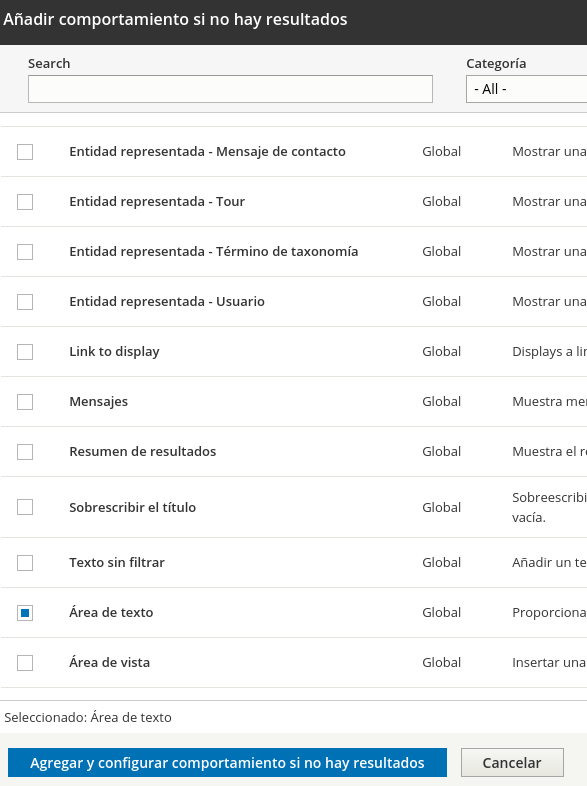 Añadir comportamiento si no hay resultados
Search Categoría
- All -
Entidad representada - Mensaje de contacto Global Mostrar una
Entidad representada - Tour Global Mostrar una
Entidad representada - Término de taxonomía Global Mostrar una
Entidad representada - Usuario Global Mostrar una
Link to display Global Displays a
Mensajes Global Muestra
Resumen de resultados Global Muestra el
Sobrescribir el título Global Sobreescribi
vacía.
Texto sin filtrar Global Añadir un te
Área de texto Global Proporciona
Área de vista Global Insertar una
Seleccionado: Área de texto
Agregar y configurar comportamiento si no hay resultados Cancelar